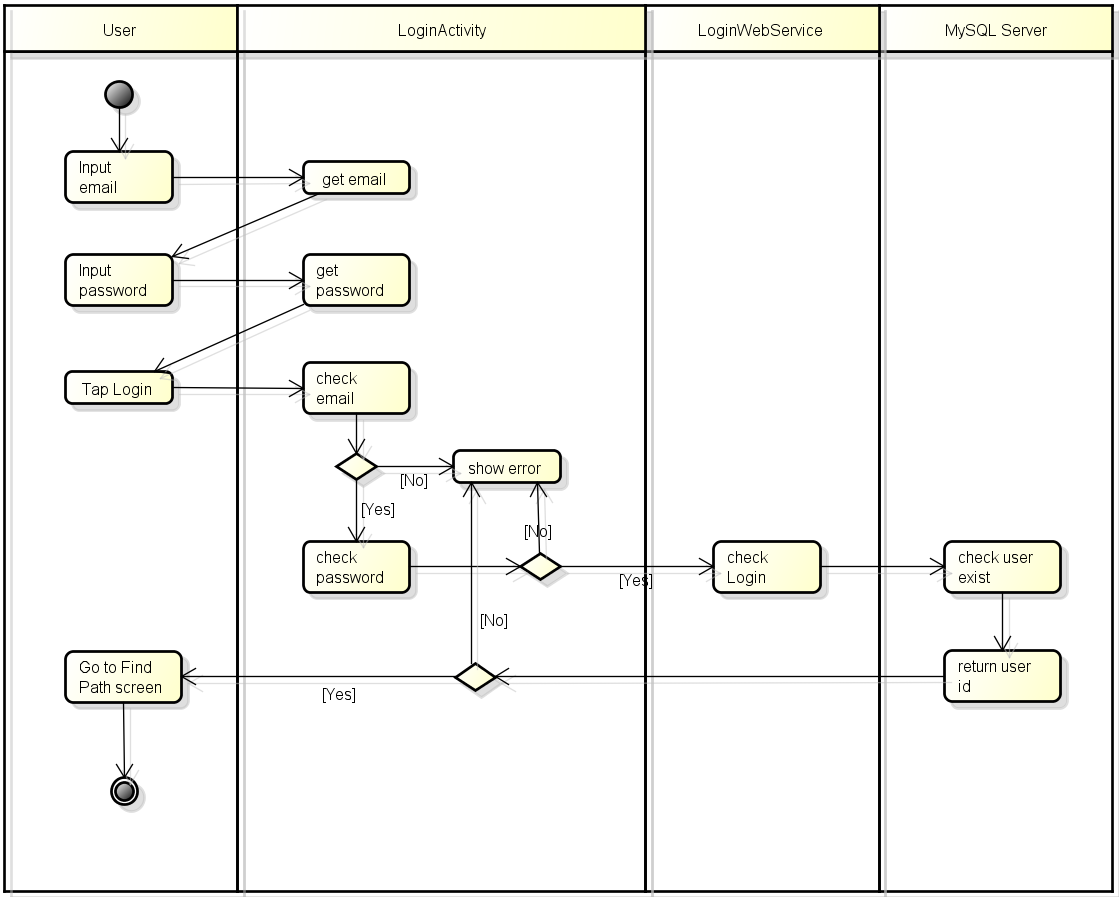 User
LoginActivity
LoginWebService
MySQL Server
Input
email
get email
Input
password
get
password
Tap Login
check
email
show error
[No]
[Yes]
[No]
check
password
[Yes]
check
Login
check user
exist
[No]
Go to Find
Path screen
[Yes]
return user
id